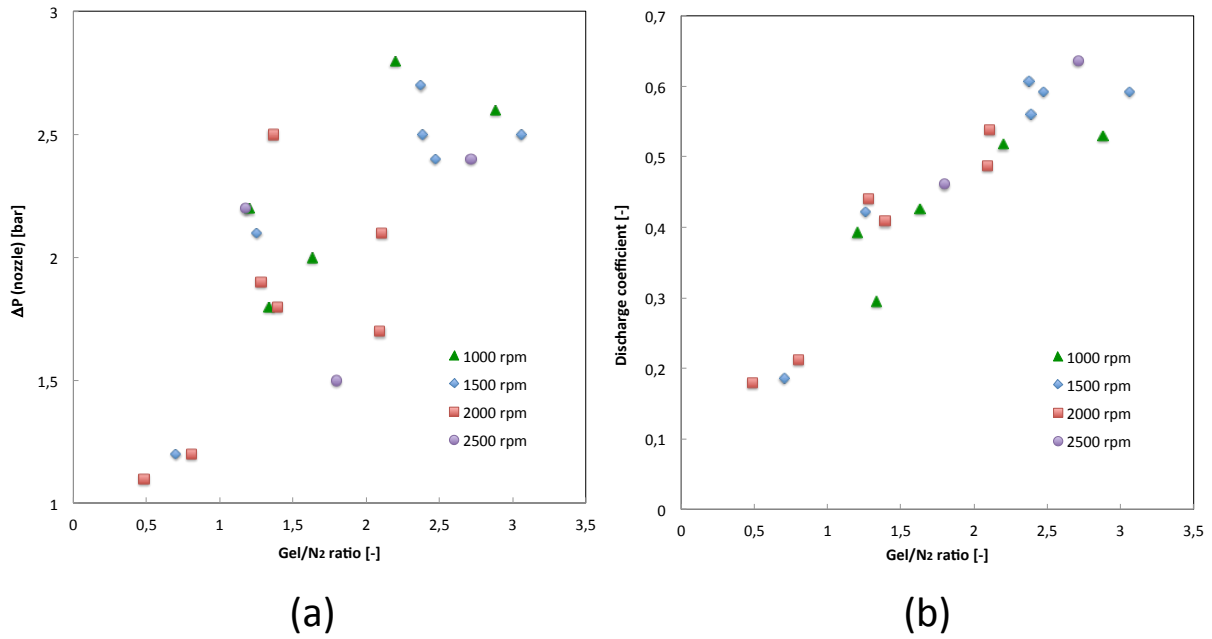 3
2,5
2
1,5
1
ΔP (nozzle) [bar]
0 0,5 1 1,5 2 2,5 3 3,5
Gel/N2 ratio [-]
1000 rpm
1500 rpm
2000 rpm
2500 rpm
(a)
0,7
0,6
0,5
0,4
0,3
0,2
0,1
0
Discharge coefficient [-]
0 0,5 1 1,5 2 2,5 3 3,5
Gel/N2 ratio [-]
1000 rpm
1500 rpm
2000 rpm
2500 rpm
(b)